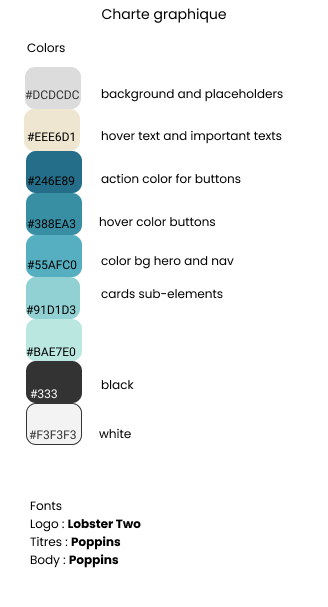 Charte graphique
Colors
#DCDCDC background and placeholders
#EEE6D1 hover text and important texts
#246E89 action color for buttons
#388EA3 hover color buttons
#55AFC0 color bg hero and nav
#91D1D3 cards sub-elements
#BAE7E0
#333 black
#F3F3F3 white
Fonts
Logo : Lobster Two
Titres : Poppins
Body : Poppins